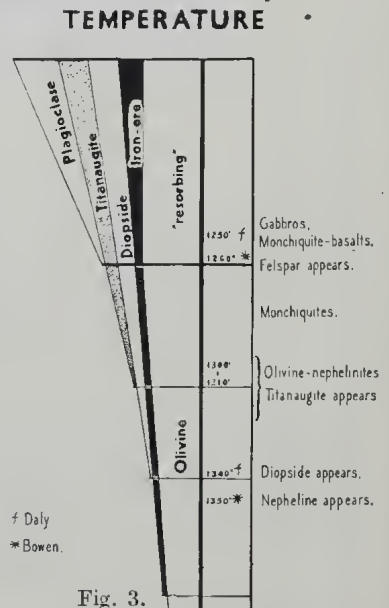 TEMPERATURE
Plagioclase
Titanaugite
Diopside
Iron-ore
"resorbing"
Olivine
1250° ƒ
1260° *
1300°
1310°
1340° ƒ
1350° *
Gabbros,
Monchiquite-basalts.
Felspar appears.
Monchiquites.
Olivine-nephelinites
Titanaugite appears
Diopside appears.
Nepheline appears.
ƒ Daly
* Bowen.
Fig. 3.